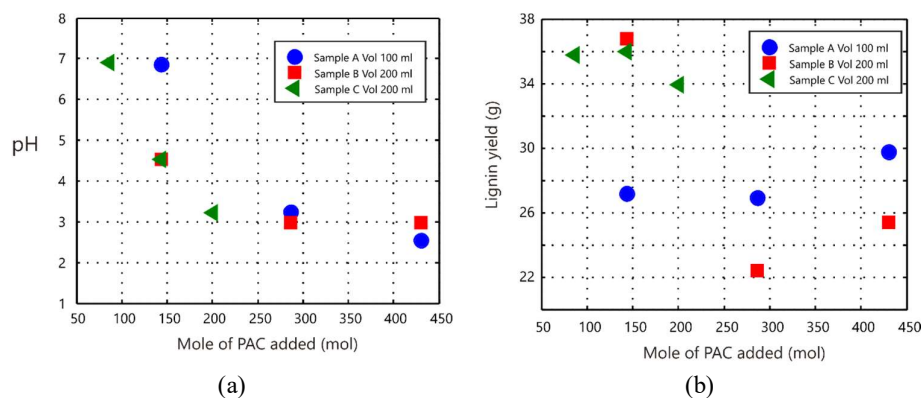 8
7
6
5
4
3
2
1
pH
Sample A Vol 100 ml
Sample B Vol 200 ml
Sample C Vol 200 ml
50 100 150 200 250 300 350 400 450
Mole of PAC added (mol)
(a)
38
34
30
26
22
Lignin yield (g)
Sample A Vol 100 ml
Sample B Vol 200 ml
Sample C Vol 200 ml
50 100 150 200 250 300 350 400 450
Mole of PAC added (mol)
(b)